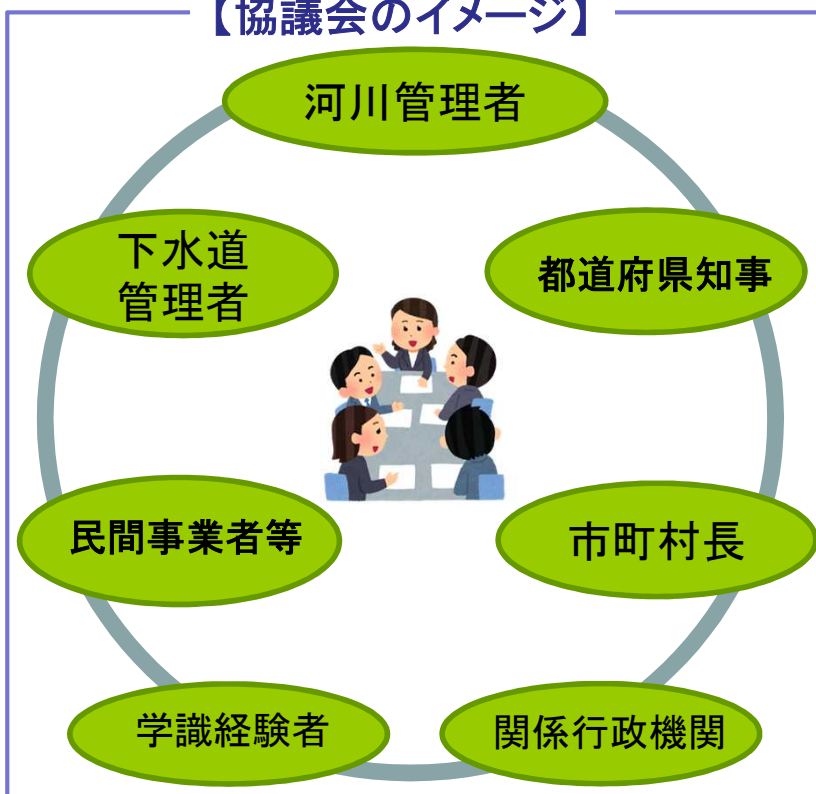 【協議会のイメージ】
河川管理者
下水道
管理者
都道府県知事
民間事業者等
市町村長
学識経験者
関係行政機関